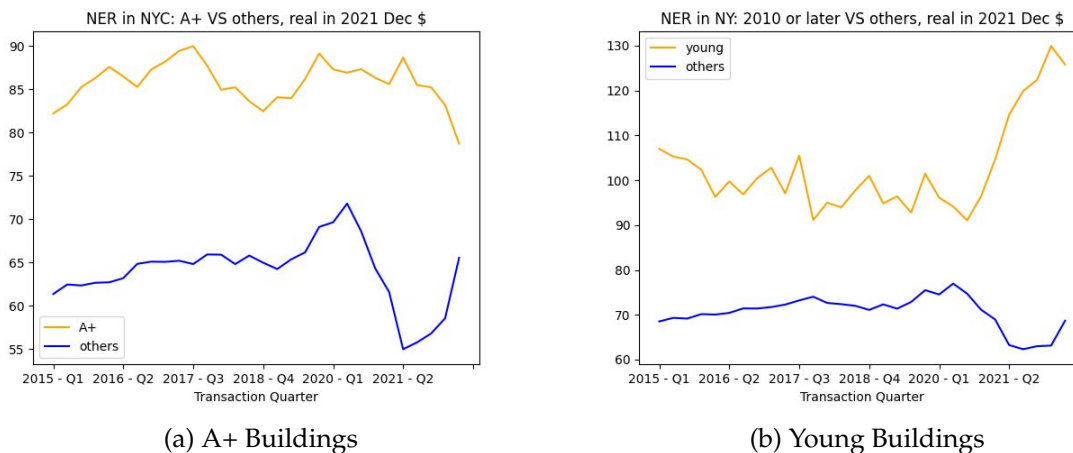 NER in NYC: A+ VS others, real in 2021 Dec $
90
85
80
75
70
65
60
55
A+
others
2015 - Q1 2016 - Q2 2017 - Q3 2018 - Q4 2020 - Q1 2021 - Q2
Transaction Quarter
(a) A+ Buildings
NER in NY: 2010 or later VS others, real in 2021 Dec $
young
others
130
120
110
100
90
80
70
60
2015 - Q1 2016 - Q2 2017 - Q3 2018 - Q4 2020 - Q1 2021 - Q2
Transaction Quarter
(b) Young Buildings